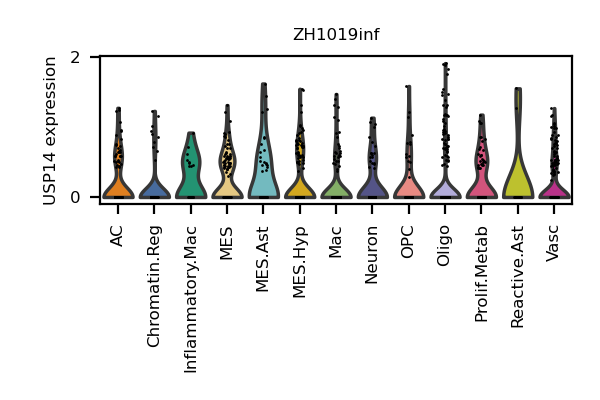 ZH1019inf
2
0
USP14 expression
AC
Chromatin.Reg
Inflammatory.Mac
MES
MES.Ast
MES.Hyp
Mac
Neuron
OPC
Oligo
Prolif.Metab
Reactive.Ast
Vasc